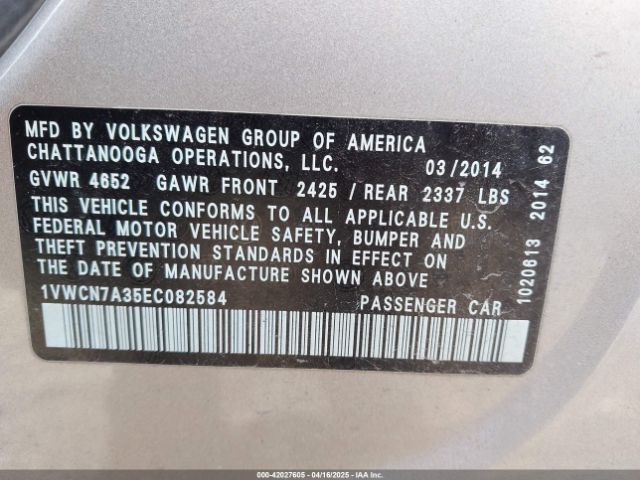 MFD BY VOLKSWAGEN GROUP OF AMERICA
CHATTANOOGA OPERATIONS, LLC. 03/2014
GVWR 4652 GAWR FRONT 2425 / REAR 2337 LBS
THIS VEHICLE CONFORMS TO ALL APPLICABLE U.S.
FEDERAL MOTOR VEHICLE SAFETY, BUMPER AND
THEFT PREVENTION STANDARDS IN EFFECT ON
THE DATE OF MANUFACTURE SHOWN ABOVE
1VWCN7A35EC082584 PASSENGER CAR
1020613 2014 62
000-42027605 - 04/16/2025 - IAAI.COM